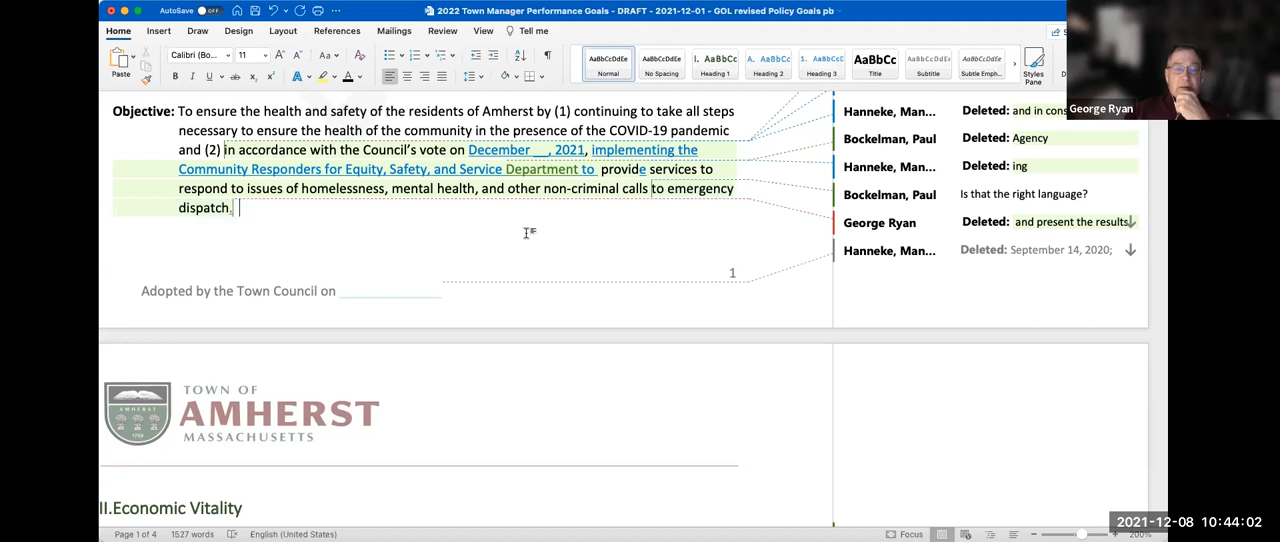 AutoSave OFF
2022 Town Manager Performance Goals - DRAFT - 2021-12-01 - GOL revised Policy Goals pb
Home Insert Draw Design Layout References Mailings Review View Tell me
Paste
Calibri (Bo... 11
AaBbCcDdEe AaBbCcDdEe I. AaBbCc A. AaBbCcDc 1. AaBbCcD AaBbCc AaBbCcDdEe AaBbCcDdEe
Normal No Spacing Heading 1 Heading 2 Heading 3 Title Subtitle Subtle Emph...
Styles Pane
George Ryan
Objective: To ensure the health and safety of the residents of Amherst by (1) continuing to take all steps
necessary to ensure the health of the community in the presence of the COVID-19 pandemic
and (2) in accordance with the Council's vote on December __, 2021, implementing the
Community Responders for Equity, Safety, and Service Department to provide services to
respond to issues of homelessness, mental health, and other non-criminal calls to emergency
dispatch.
1
Adopted by the Town Council on
Hanneke, Man... Deleted: and in cons
Bockelman, Paul Deleted: Agency
Hanneke, Man... Deleted: ing
Bockelman, Paul Is that the right language?
George Ryan Deleted: and present the results
Hanneke, Man... Deleted: September 14, 2020;
TOWN OF
AMHERST
MASSACHUSETTS
AMHERST
1759
II.Economic Vitality
Page 1 of 4 1527 words English (United States) Focus 200%
2021-12-08 10:44:02